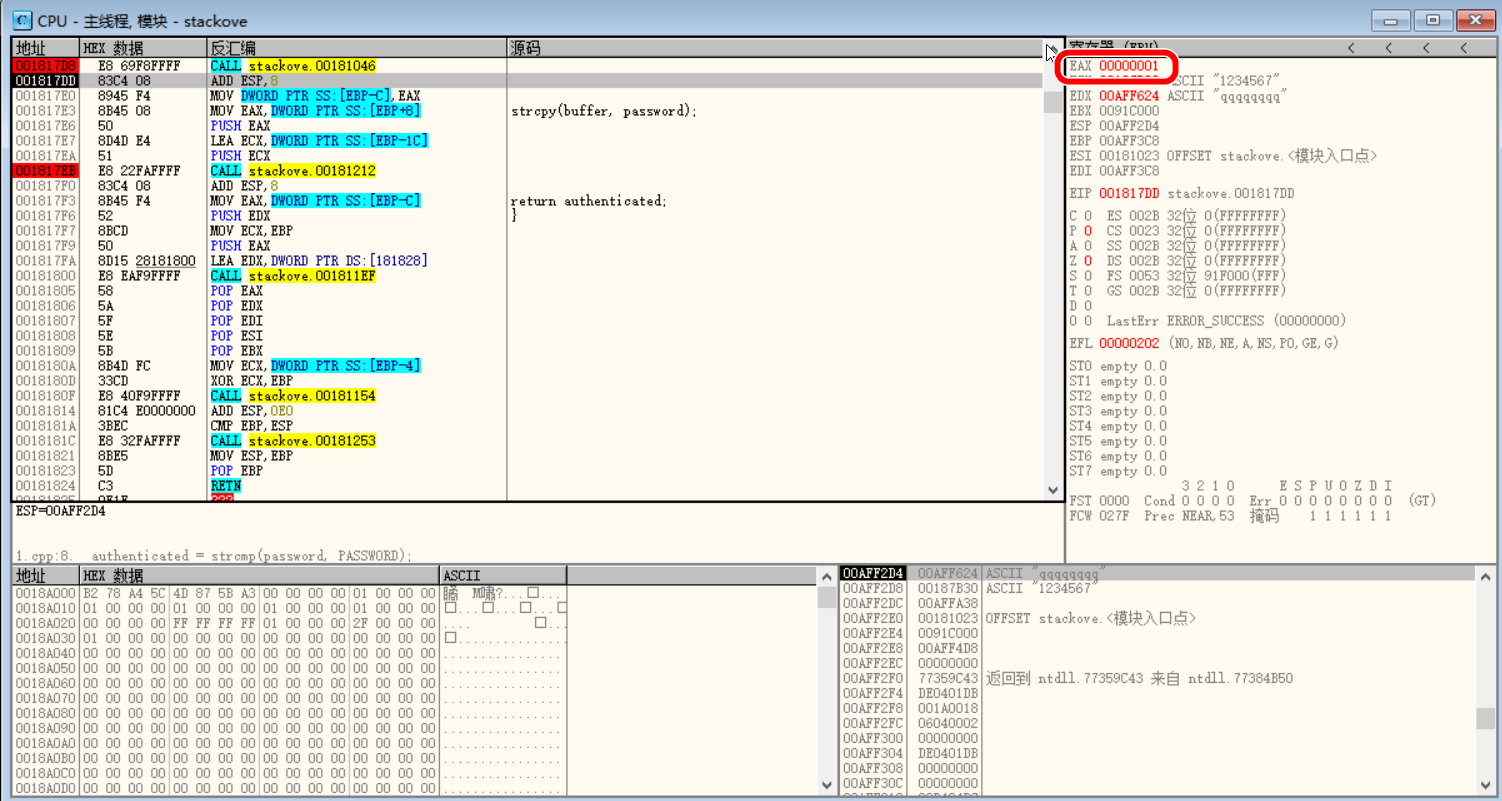 CPU - 主线程, 模块 - stackove
地址 HEX 数据 反汇编 源码
001817D8 E8 69F8FFFF CALL stackove.00181046
001817DD 83C4 08 ADD ESP,8
001817E0 8945 F4 MOV DWORD PTR SS:[EBP-C],EAX
001817E3 8B45 08 MOV EAX,DWORD PTR SS:[EBP+8] strcpy(buffer, password);
001817E6 50 PUSH EAX
001817E7 8D4D E4 LEA ECX,DWORD PTR SS:[EBP-1C]
001817EA 51 PUSH ECX
001817EB E8 22FAFFFF CALL stackove.00181212
001817F0 83C4 08 ADD ESP,8
001817F3 8B45 F4 MOV EAX,DWORD PTR SS:[EBP-C] return authenticated;
001817F6 52 PUSH EDX }
001817F7 8BCD MOV ECX,EBP
001817F9 50 PUSH EAX
001817FA 8D15 28181800 LEA EDX,DWORD PTR DS:[181828]
00181800 E8 EAF9FFFF CALL stackove.001811EF
00181805 58 POP EAX
00181806 5A POP EDX
00181807 5F POP EDI
00181808 5E POP ESI
00181809 5B POP EBX
0018180A 8B4D FC MOV ECX,DWORD PTR SS:[EBP-4]
0018180D 33CD XOR ECX,EBP
0018180F E8 40F9FFFF CALL stackove.00181154
00181814 81C4 E0000000 ADD ESP,0E0
0018181A 3BEC CMP EBP,ESP
0018181C E8 32FAFFFF CALL stackove.00181253
00181821 8BE5 MOV ESP,EBP
00181823 5D POP EBP
00181824 C3 RETN
ESP=00AFF2D4
1.cpp:8. authenticated = strcmp(password, PASSWORD);
寄存器 (FPU) < < < <
EAX 00000001
ASCII "1234567"
EDX 00AFF624 ASCII "qqqqqqqq"
EBX 0091C000
ESP 00AFF2D4
EBP 00AFF3C8
ESI 00181023 OFFSET stackove.<模块入口点>
EDI 00AFF3C8
EIP 001817DD stackove.001817DD
C 0 ES 002B 32位 0(FFFFFFFF)
P 0 CS 0023 32位 0(FFFFFFFF)
A 0 SS 002B 32位 0(FFFFFFFF)
Z 0 DS 002B 32位 0(FFFFFFFF)
S 0 FS 0053 32位 91F000(FFF)
T 0 GS 002B 32位 0(FFFFFFFF)
D 0
O 0 LastErr ERROR_SUCCESS (00000000)
EFL 00000202 (NO,NB,NE,A,NS,PO,GE,G)
ST0 empty 0.0
ST1 empty 0.0
ST2 empty 0.0
ST3 empty 0.0
ST4 empty 0.0
ST5 empty 0.0
ST6 empty 0.0
ST7 empty 0.0
3 2 1 0 E S P U O Z D I
FST 0000 Cond 0 0 0 0 Err 0 0 0 0 0 0 0 0 (GT)
FCW 027F Prec NEAR,53 掩码 1 1 1 1 1 1
地址 HEX 数据 ASCII
0018A000 B2 78 A4 5C 4D 87 5B A3 00 00 00 00 01 00 00 00
0018A010 01 00 00 00 01 00 00 00 01 00 00 00 01 00 00 00
0018A020 00 00 00 00 FF FF FF FF 01 00 00 00 2F 00 00 00
0018A030 01 00 00 00 00 00 00 00 00 00 00 00 00 00 00 00
0018A040 00 00 00 00 00 00 00 00 00 00 00 00 00 00 00 00
0018A050 00 00 00 00 00 00 00 00 00 00 00 00 00 00 00 00
0018A060 00 00 00 00 00 00 00 00 00 00 00 00 00 00 00 00
0018A070 00 00 00 00 00 00 00 00 00 00 00 00 00 00 00 00
0018A080 00 00 00 00 00 00 00 00 00 00 00 00 00 00 00 00
0018A090 00 00 00 00 00 00 00 00 00 00 00 00 00 00 00 00
0018A0A0 00 00 00 00 00 00 00 00 00 00 00 00 00 00 00 00
0018A0B0 00 00 00 00 00 00 00 00 00 00 00 00 00 00 00 00
0018A0C0 00 00 00 00 00 00 00 00 00 00 00 00 00 00 00 00
0018A0D0 00 00 00 00 00 00 00 00 00 00 00 00 00 00 00 00
00AFF2D4 00AFF624 ASCII "qqqqqqqq"
00AFF2D8 00187B30 ASCII "1234567"
00AFF2DC 00AFFA38
00AFF2E0 00181023 OFFSET stackove.<模块入口点>
00AFF2E4 0091C000
00AFF2E8 00AFF4D8
00AFF2EC 00000000
00AFF2F0 77359C43 返回到 ntdll.77359C43 来自 ntdll.77384B50
00AFF2F4 DE0401DB
00AFF2F8 001A0018
00AFF2FC 06040002
00AFF300 00000000
00AFF304 DE0401DB
00AFF308 00000000
00AFF30C 00000000